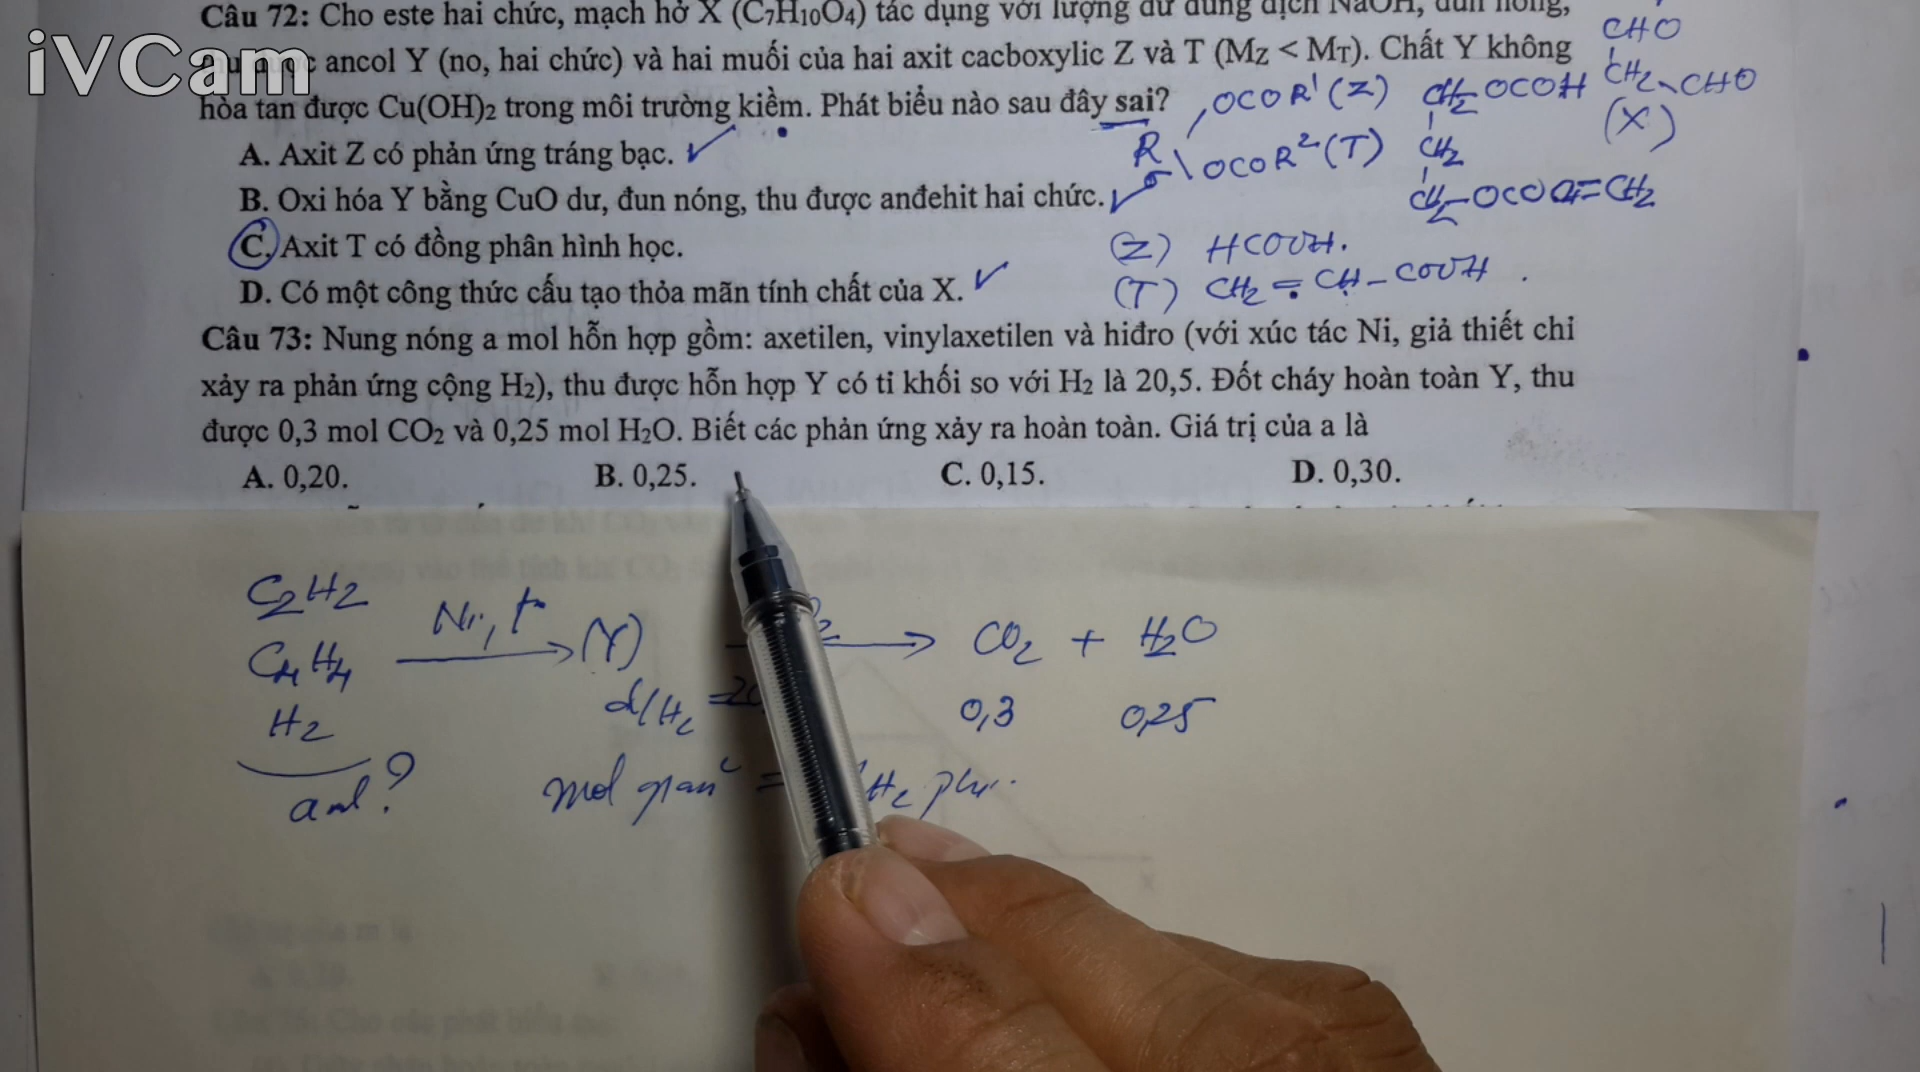 iVCam
Câu 72: Cho este hai chức, mạch hở X (C7H10O4) tác dụng với lượng dư dung dịch NaOH, đun nóng,
được ancol Y (no, hai chức) và hai muối của hai axit cacboxylic Z và T (MZ < MT). Chất Y không
hòa tan được Cu(OH)2 trong môi trường kiềm. Phát biểu nào sau đây sai?
A. Axit Z có phản ứng tráng bạc. ✓
B. Oxi hóa Y bằng CuO dư, đun nóng, thu được anđehit hai chức. ✓
C. Axit T có đồng phân hình học.
D. Có một công thức cấu tạo thỏa mãn tính chất của X. ✓
OCOR¹ (Z)
R
OCOR² (T)
CH2-OCOH
CH2
CH2-OCOCH=CH2
CHO
CH2-CHO
(X)
(Z) HCOOH.
(T) CH2=CH-COOH.
Câu 73: Nung nóng a mol hỗn hợp gồm: axetilen, vinylaxetilen và hiđro (với xúc tác Ni, giả thiết chỉ
xảy ra phản ứng cộng H2), thu được hỗn hợp Y có tỉ khối so với H2 là 20,5. Đốt cháy hoàn toàn Y, thu
được 0,3 mol CO2 và 0,25 mol H2O. Biết các phản ứng xảy ra hoàn toàn. Giá trị của a là
A. 0,20. B. 0,25. C. 0,15. D. 0,30.
C2H2
C4H4 Ni, t° (Y) CO2 + H2O
H2 d/H2 = 0,3 0,25
a mol? mol giảm = H2 pư.